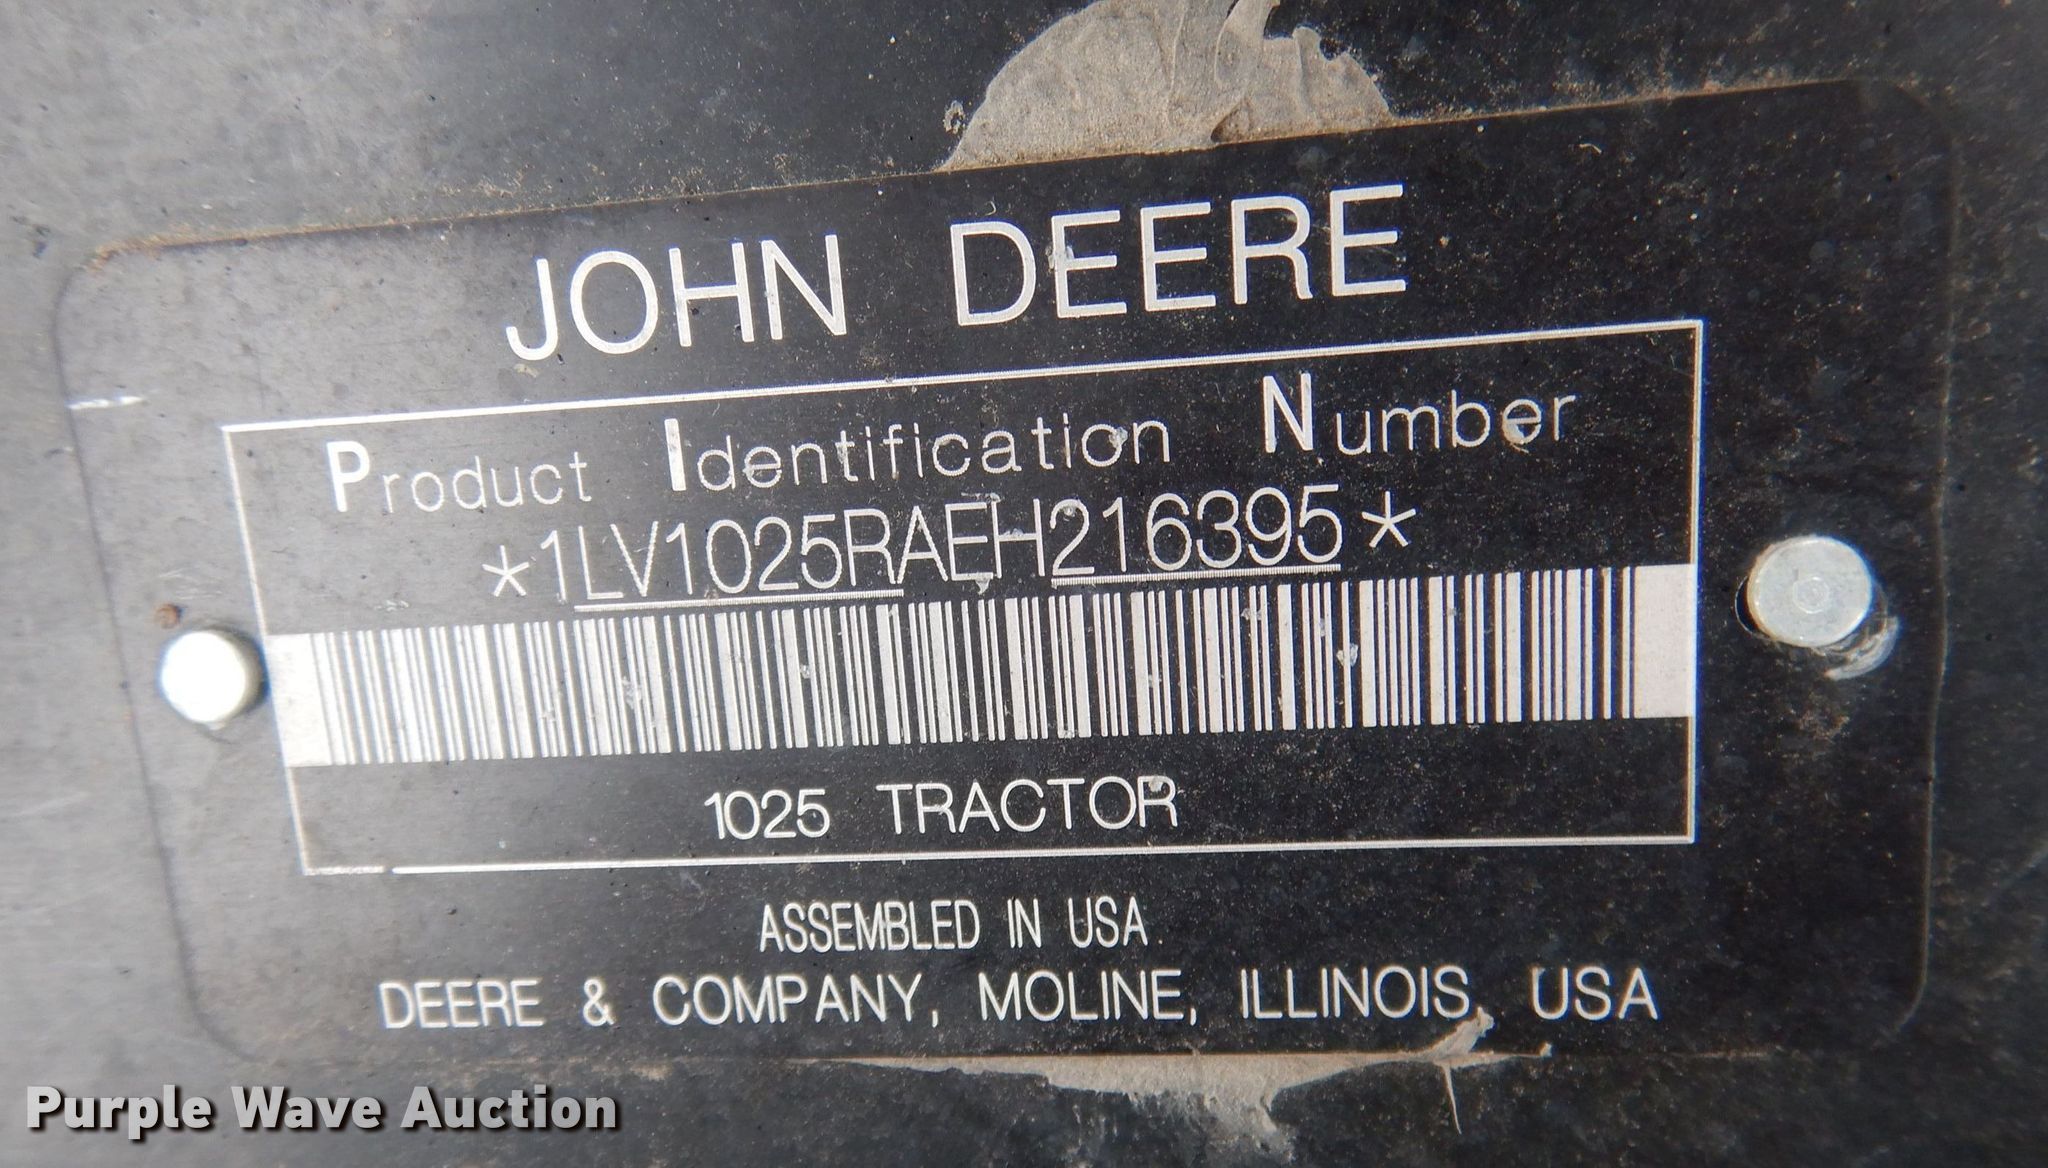 JOHN DEERE
Product Identification Number
*1LV1025RAEH216395*
1025 TRACTOR
ASSEMBLED IN USA
DEERE & COMPANY, MOLINE, ILLINOIS, USA
Purple Wave Auction